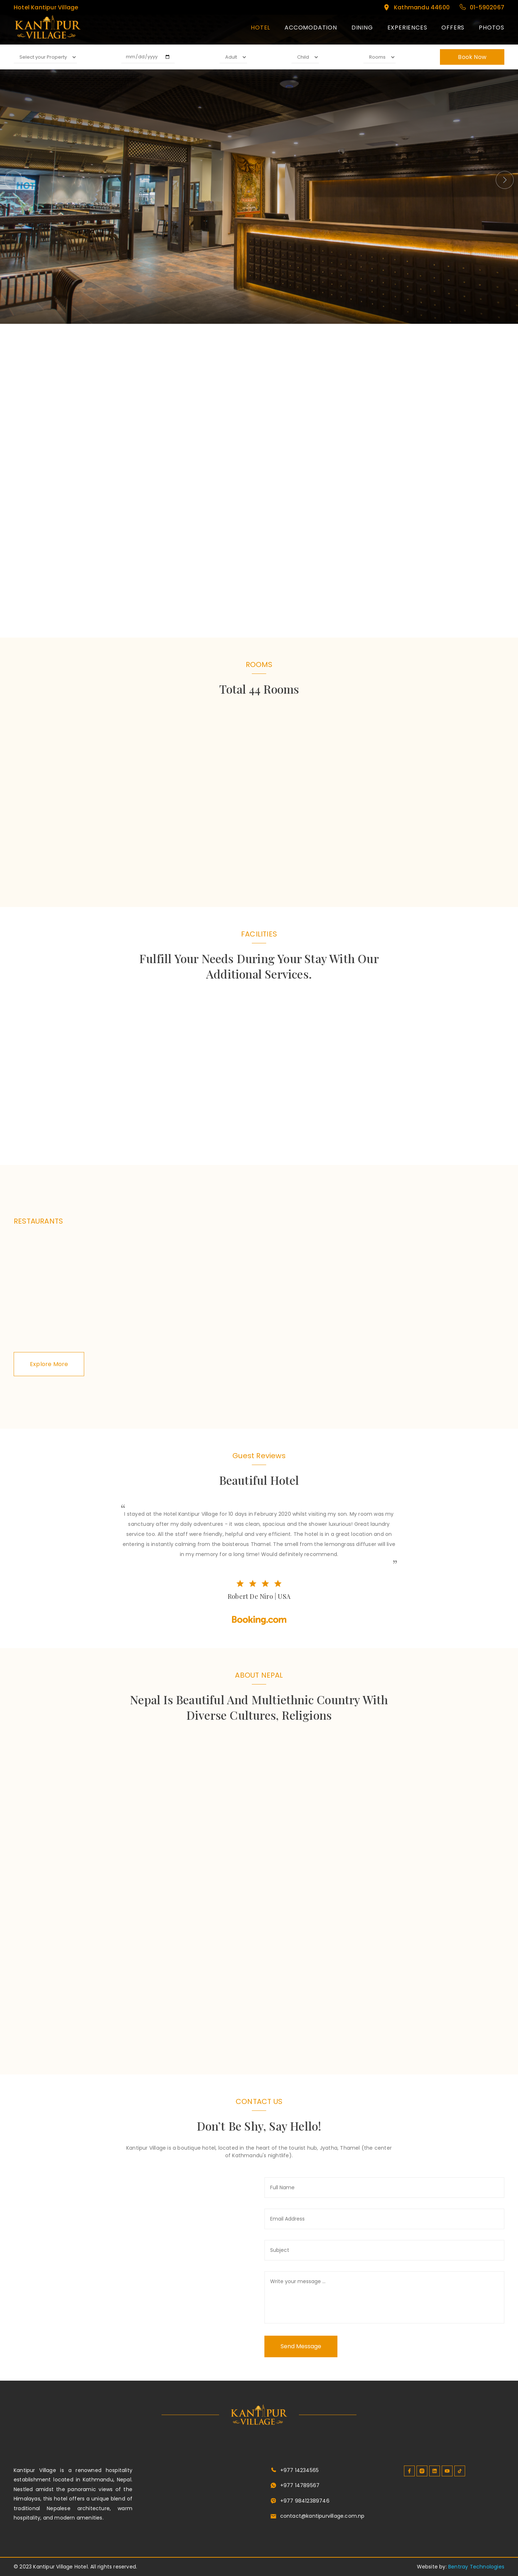 Hotel Kantipur Village
Kathmandu 44600
01-5902067
KANTIPUR
VILLAGE
HOTEL
ACCOMODATION
DINING
EXPERIENCES
OFFERS
PHOTOS
Select your Property
mm/dd/yyyy
Adult
Child
Rooms
Book Now
ROOMS
Total 44 Rooms
FACILITIES
Fulfill Your Needs During Your Stay With Our
Additional Services.
RESTAURANTS
Explore More
Guest Reviews
Beautiful Hotel
“
I stayed at the Hotel Kantipur Village for 10 days in February 2020 whilst visiting my son. My room was my
sanctuary after my daily adventures - it was clean, spacious and the shower luxurious! Great laundry
service too. All the staff were friendly, helpful and very efficient. The hotel is in a great location and on
entering is instantly calming from the boisterous Thamel. The smell from the lemongrass diffuser will live
in my memory for a long time! Would definitely recommend.
”
Robert De Niro | USA
Booking.com
ABOUT NEPAL
Nepal Is Beautiful And Multiethnic Country With
Diverse Cultures, Religions
CONTACT US
Don't Be Shy, Say Hello!
Kantipur Village is a boutique hotel, located in the heart of the tourist hub, Jyatha, Thamel (the center
of Kathmandu's nightlife).
Full Name
Email Address
Subject
Write your message ...
Send Message
KANTIPUR
VILLAGE
Kantipur Village is a renowned hospitality
establishment located in Kathmandu, Nepal.
Nestled amidst the panoramic views of the
Himalayas, this hotel offers a unique blend of
traditional Nepalese architecture, warm
hospitality, and modern amenities.
+977 14234565
+977 14789567
+977 98412389746
contact@kantipurvillage.com.np
© 2023 Kantipur Village Hotel. All rights reserved.
Website by: Bentray Technologies